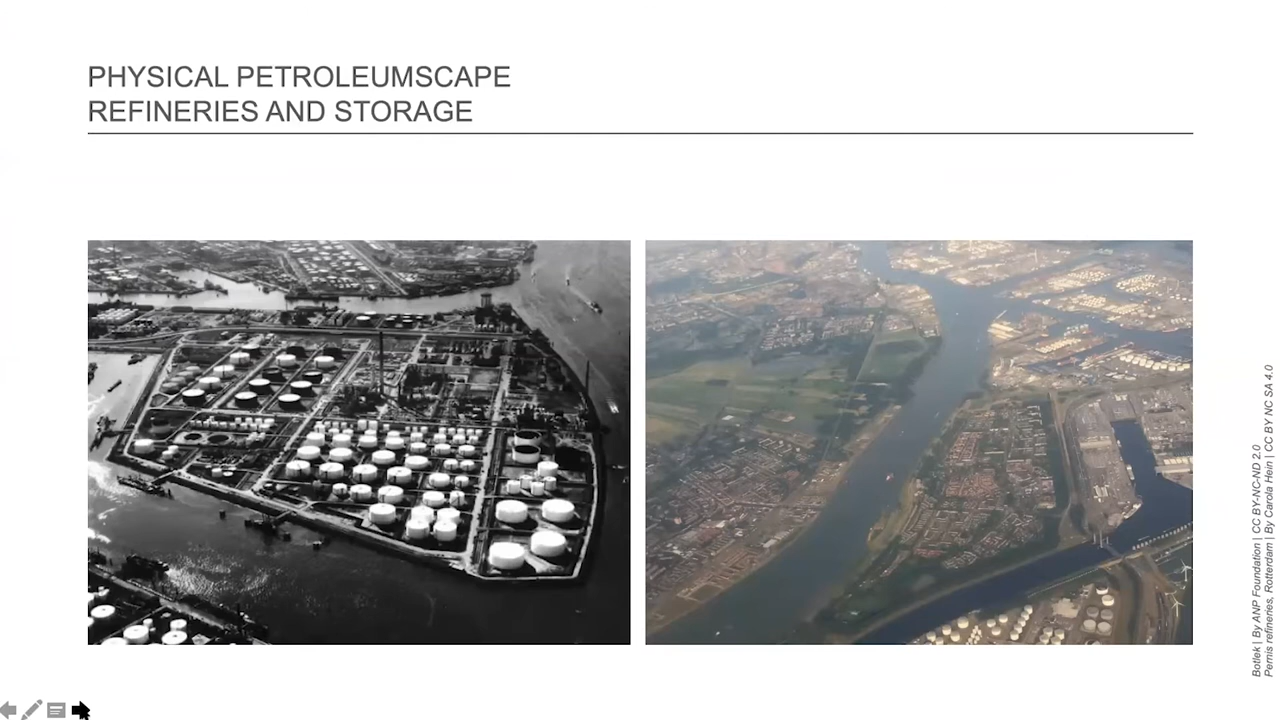 PHYSICAL PETROLEUMSCAPE
REFINERIES AND STORAGE
Botlek | By ANP Foundation | CC BY-NC-ND 2.0
Pernis refineries, Rotterdam | By Carola Hein | CC BY NC SA 4.0